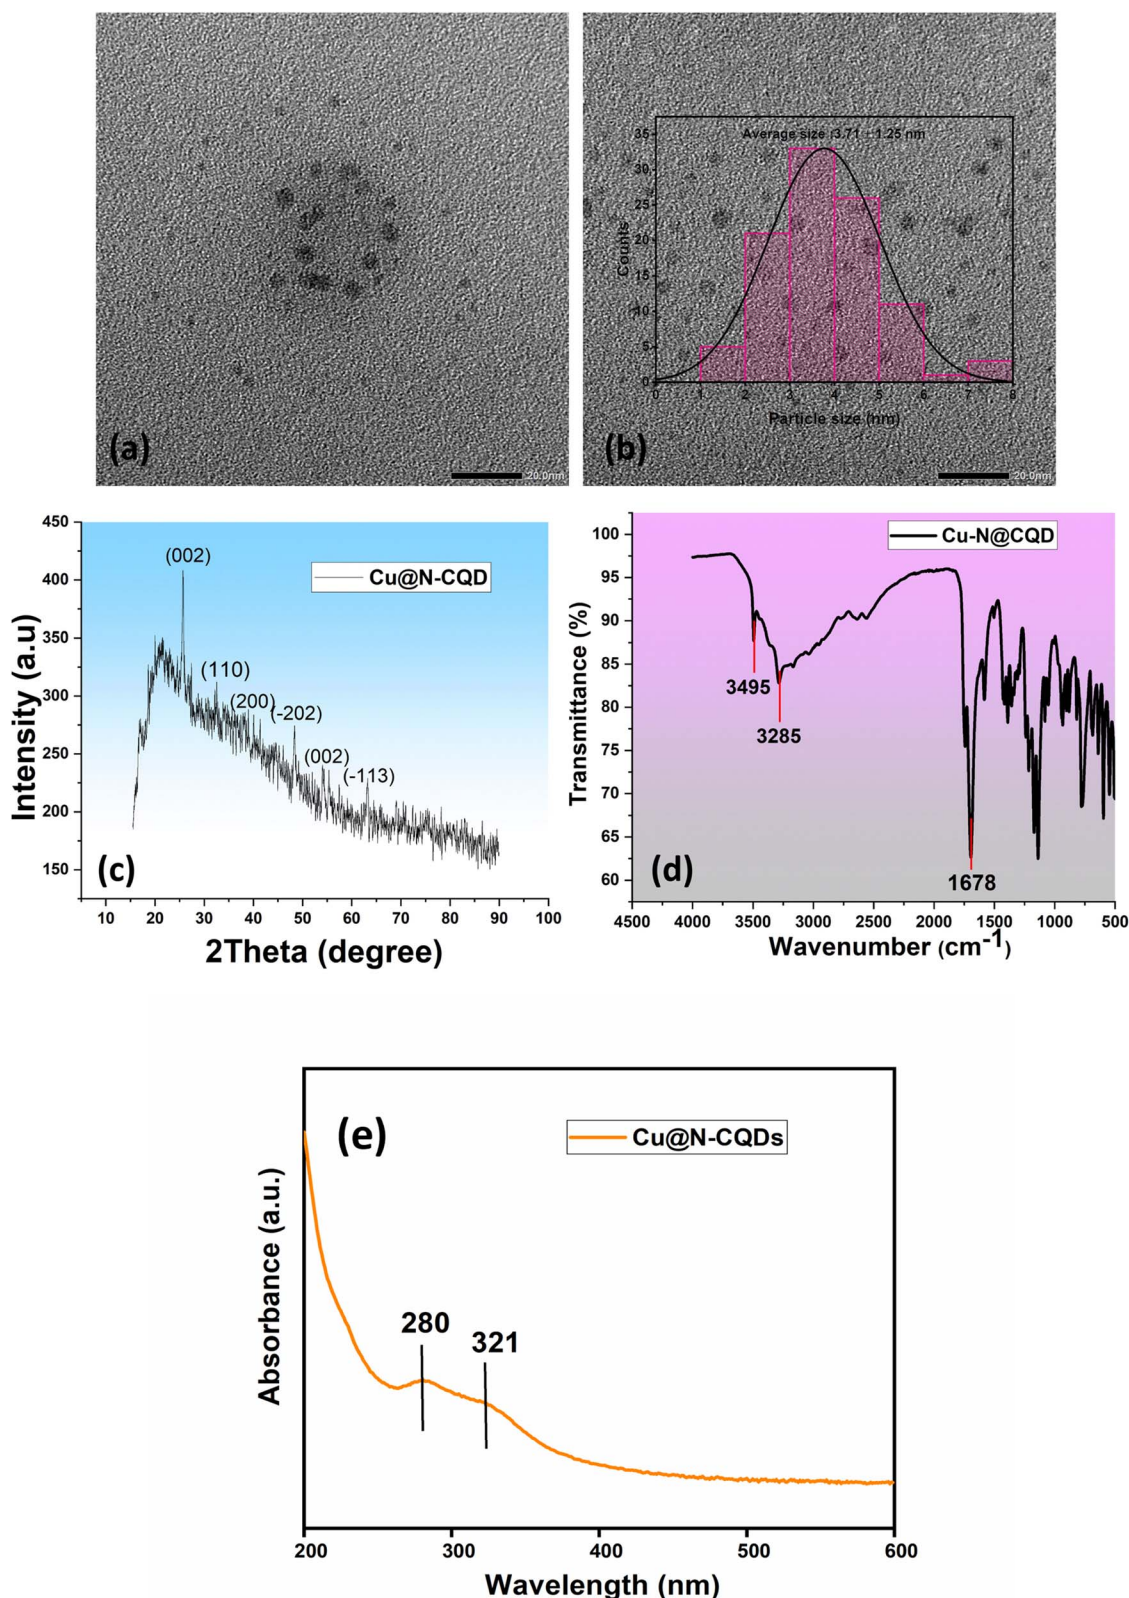 (a)
20.0nm
Average size :3.71 ± 1.25 nm
35
30
25
20
15
10
5
0
Counts
0 1 2 3 4 5 6 7 8
Particle size (nm)
(b)
20.0nm
450
400
350
300
250
200
150
Intensity (a.u)
(002)
Cu@N-CQD
(110)
(200)
(-202)
(002)
(-113)
(c)
10 20 30 40 50 60 70 80 90 100
2Theta (degree)
100
95
90
85
80
75
70
65
60
Transmittance (%)
Cu-N@CQD
3495
3285
1678
(d)
4500 4000 3500 3000 2500 2000 1500 1000 500
Wavenumber (cm-1)
(e)
Cu@N-CQDs
Absorbance (a.u.)
280
321
200 300 400 500 600
Wavelength (nm)